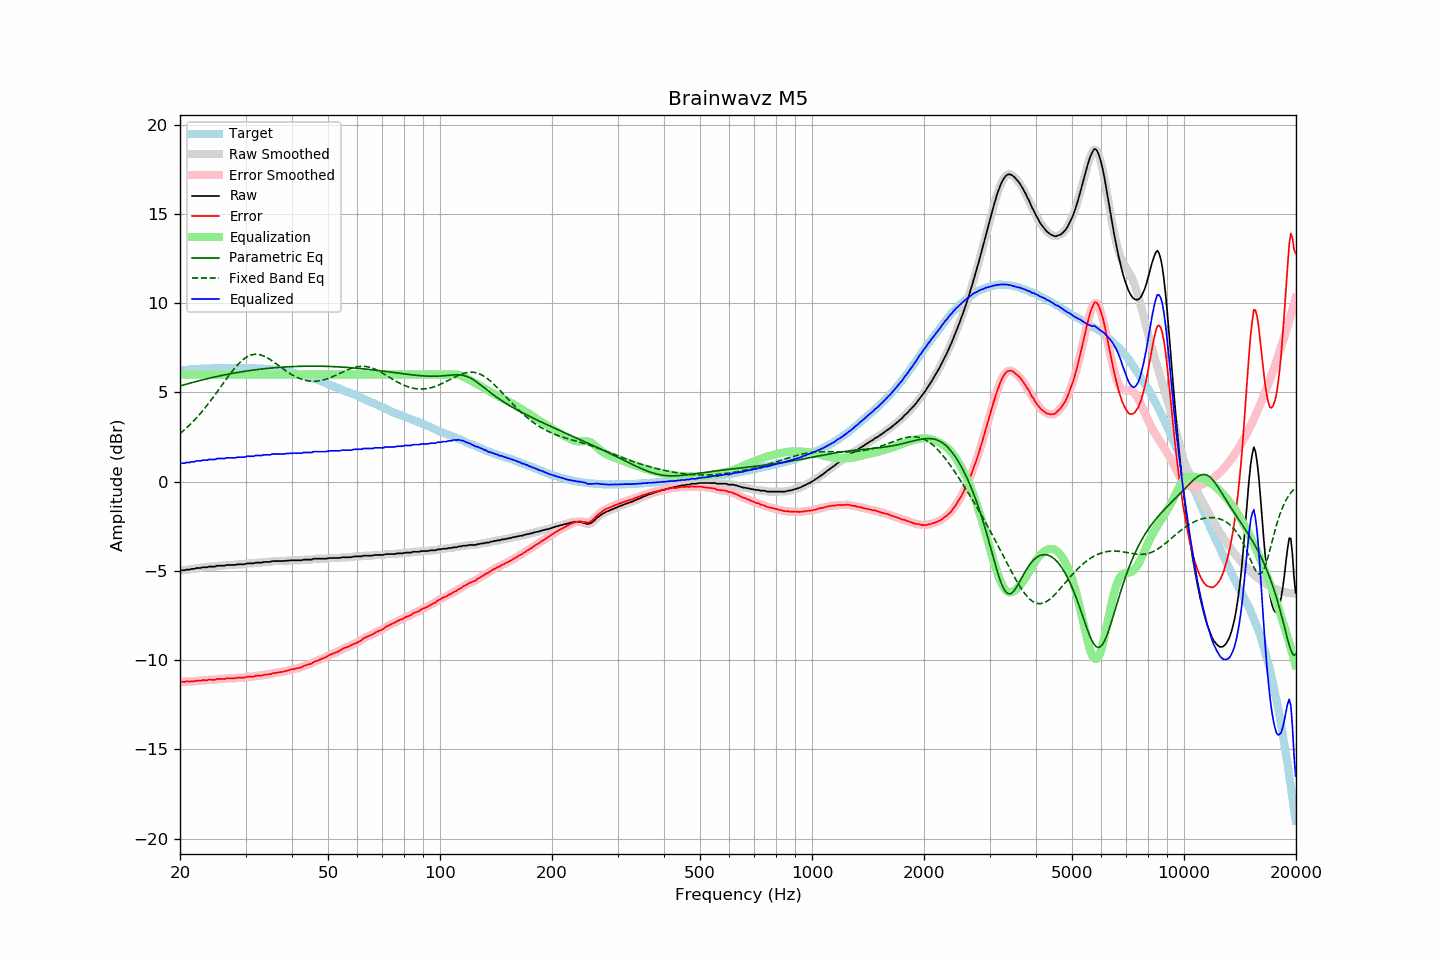 Brainwavz M5
Target
Raw Smoothed
Error Smoothed
Raw
Error
Equalization
Parametric Eq
Fixed Band Eq
Equalized
20
15
10
5
0
−5
−10
−15
−20
Amplitude (dBr)
20
50
100
200
500
1000
2000
5000
10000
20000
Frequency (Hz)